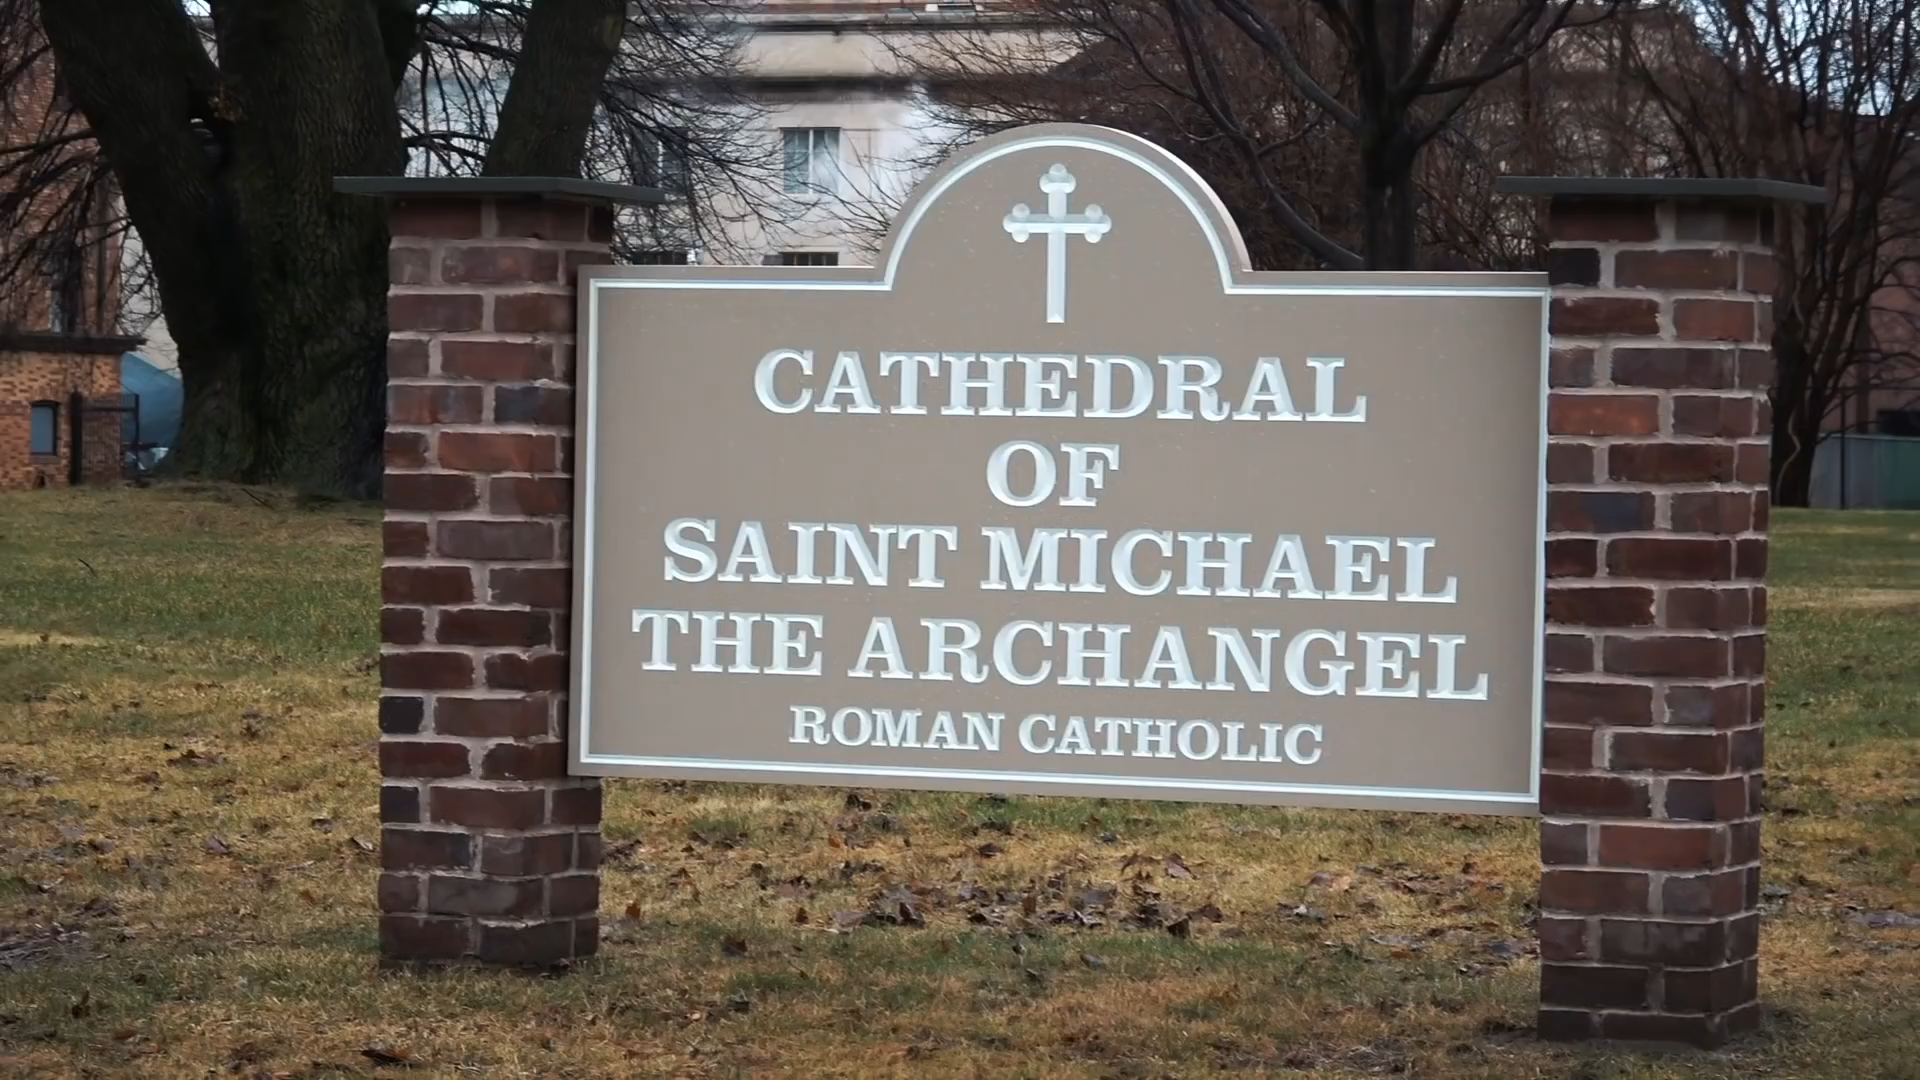 CATHEDRAL
OF
SAINT MICHAEL
THE ARCHANGEL
ROMAN CATHOLIC